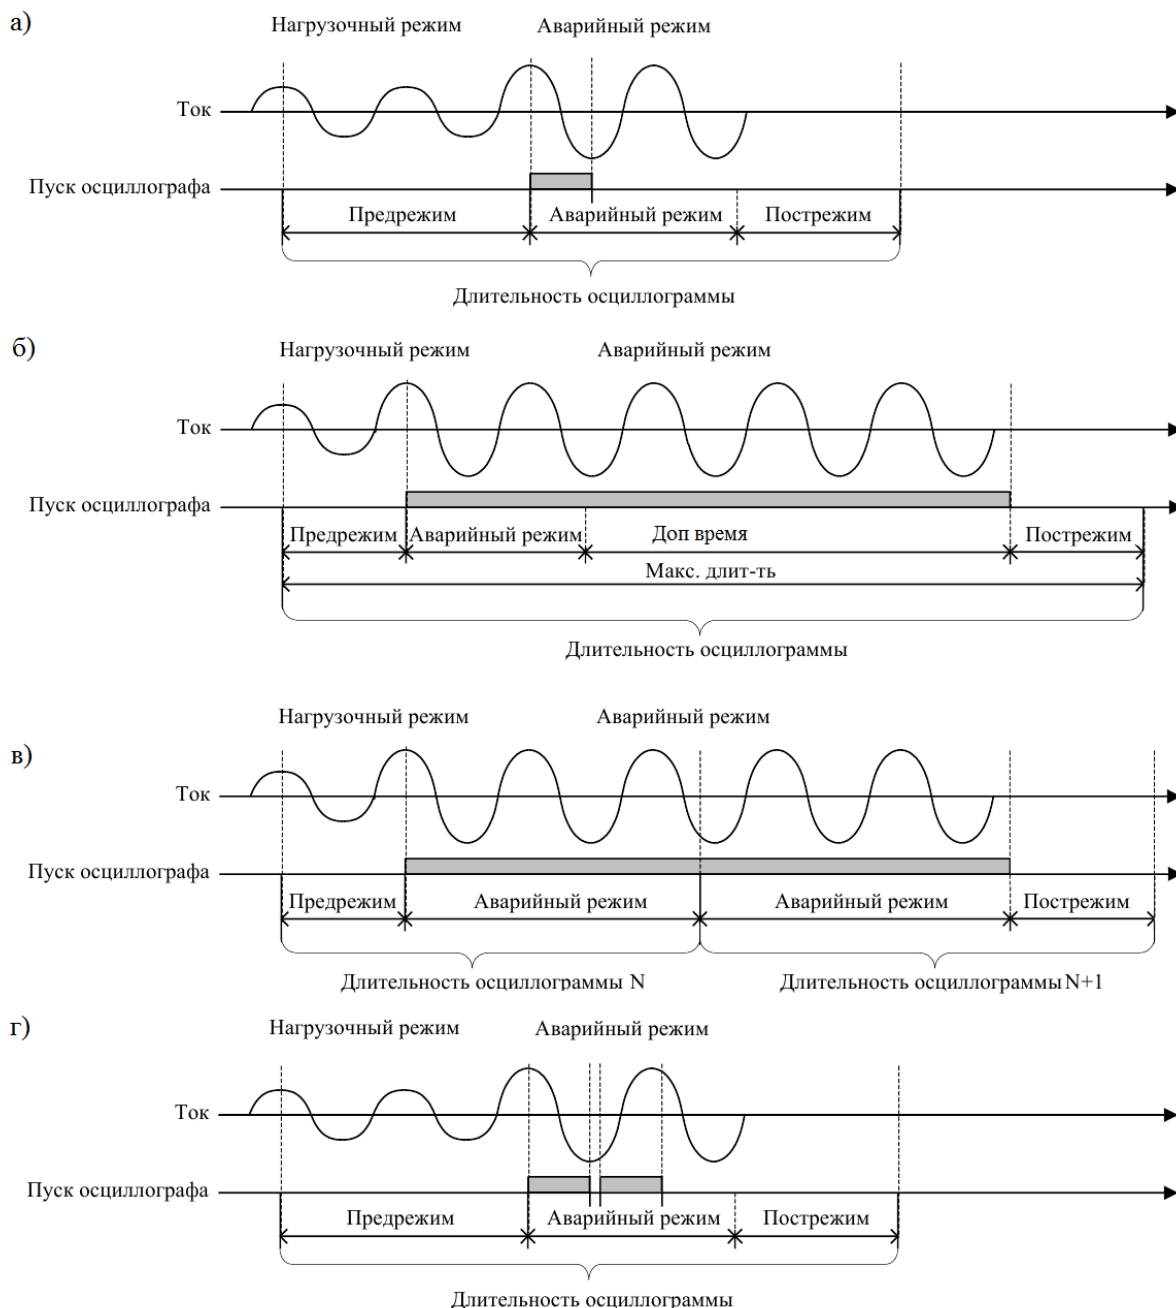 а)
Нагрузочный режим Аварийный режим
Ток
Пуск осциллографа
Предрежим Аварийный режим Пострежим
Длительность осциллограммы
б)
Нагрузочный режим Аварийный режим
Ток
Пуск осциллографа
Предрежим Аварийный режим Доп время Пострежим
Макс. длит-ть
Длительность осциллограммы
Нагрузочный режим Аварийный режим
в)
Ток
Пуск осциллографа
Предрежим Аварийный режим Аварийный режим Пострежим
Длительность осциллограммы N Длительность осциллограммы N+1
г)
Нагрузочный режим Аварийный режим
Ток
Пуск осциллографа
Предрежим Аварийный режим Пострежим
Длительность осциллограммы